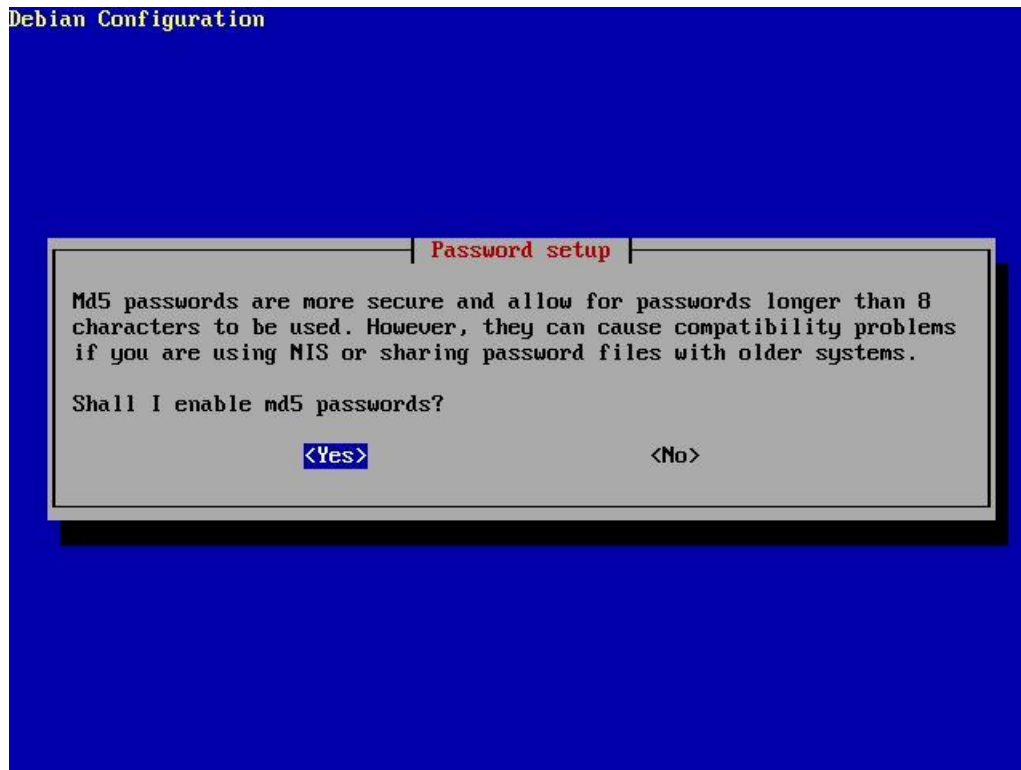 Debian Configuration
Password setup
Md5 passwords are more secure and allow for passwords longer than 8
characters to be used. However, they can cause compatibility problems
if you are using NIS or sharing password files with older systems.
Shall I enable md5 passwords?
<Yes> <No>